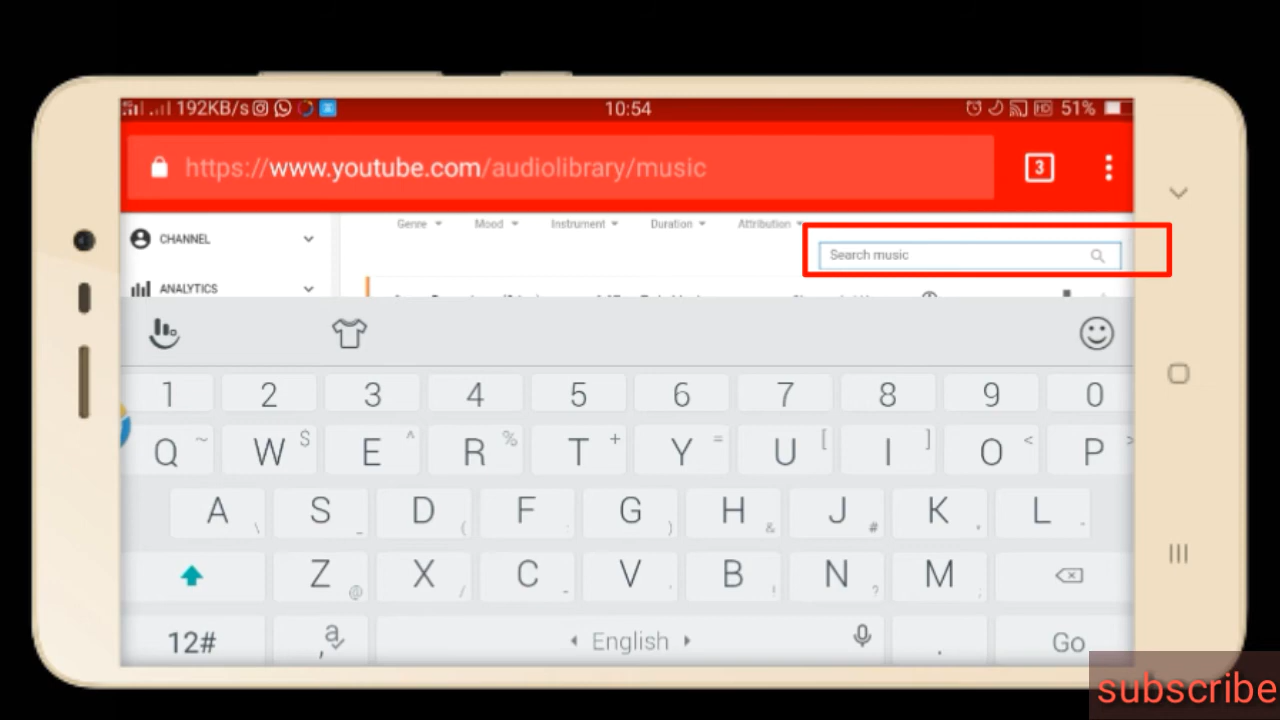 192KB/s 10:54 HD 51%
https://www.youtube.com/audiolibrary/music 3
Genre Mood Instrument Duration Attribution
CHANNEL
Search music
ANALYTICS
1 2 3 4 5 6 7 8 9 0
Q ~ W $ E ^ R % T + Y = U [ I ] O < P >
A \ S _ D ( F : G ) H & J # K * L -
Z @ X / C - V . B ! N ? M ;
12# a , English . Go
subscribe